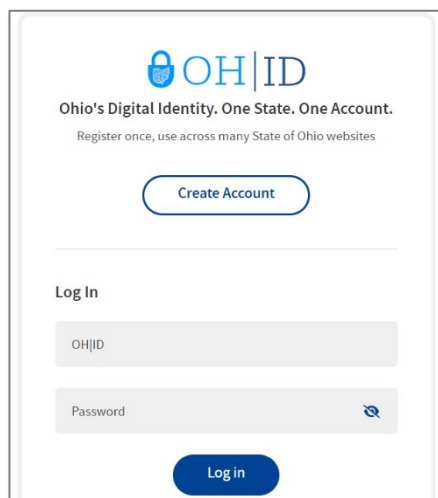 OH|ID
Ohio's Digital Identity. One State. One Account.
Register once, use across many State of Ohio websites
Create Account
Log In
OH|ID
Password
Log in